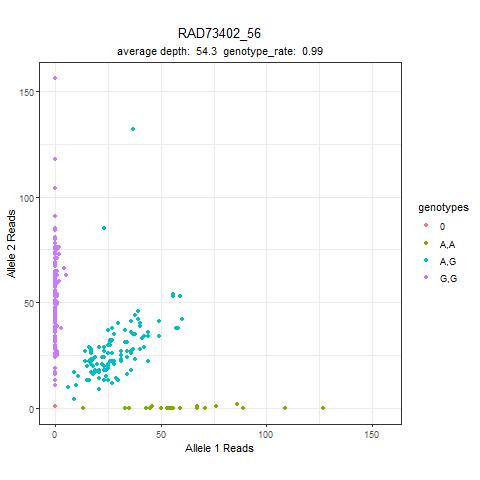 RAD73402_56
average depth:  54.3  genotype_rate:  0.99
150
100
50
0
Allele 2 Reads
0 50 100 150
Allele 1 Reads
genotypes
0
A,A
A,G
G,G